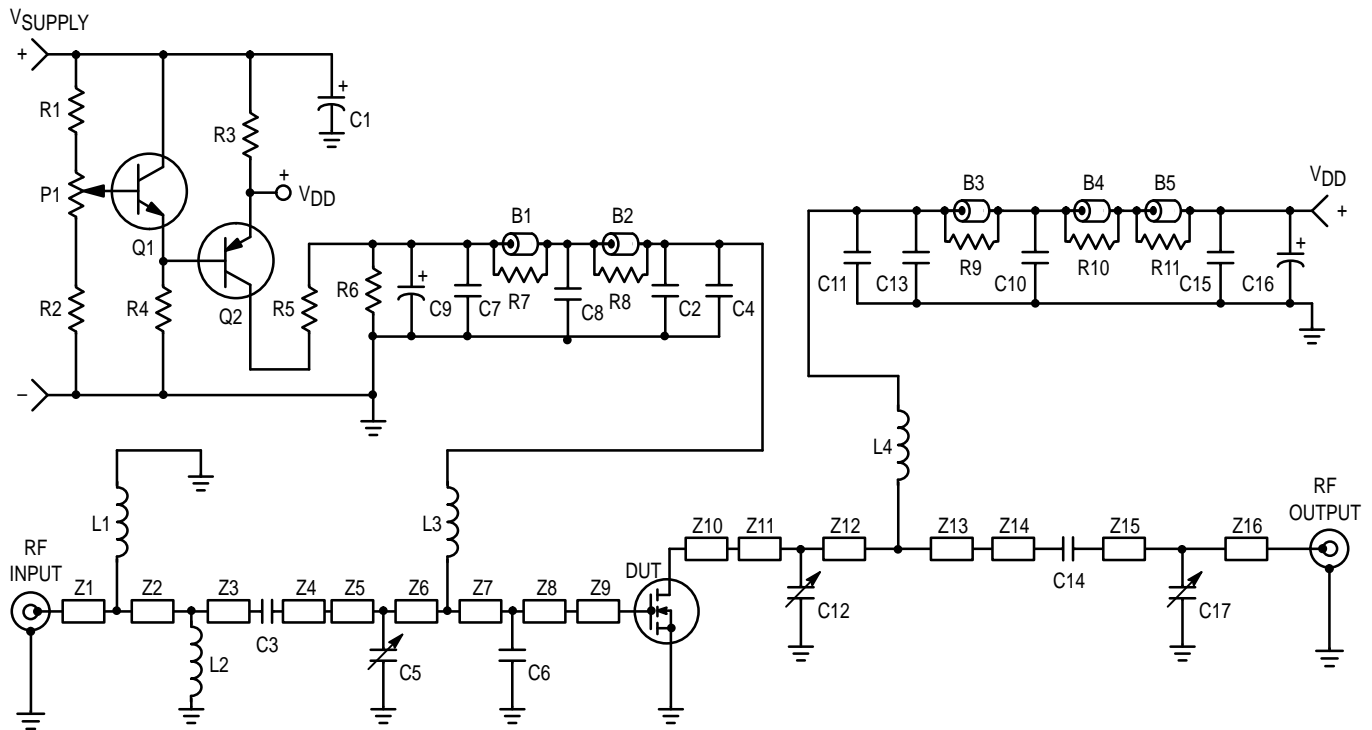 VSUPPLY
+
R1
P1
R2
Q1
R4
R3
+
VDD
Q2
+
C1
R5
R6
+
C9
C7
B1
R7
C8
B2
R8
C2
C4
B3
B4
B5
VDD
+
C11
C13
R9
C10
R10
R11
C15
+
C16
–
L1
L3
L4
RF
INPUT
Z1
Z2
Z3
Z4
Z5
Z6
Z7
Z8
Z9
L2
C3
C5
C6
DUT
Z10
Z11
Z12
Z13
Z14
Z15
Z16
C12
C14
C17
RF
OUTPUT